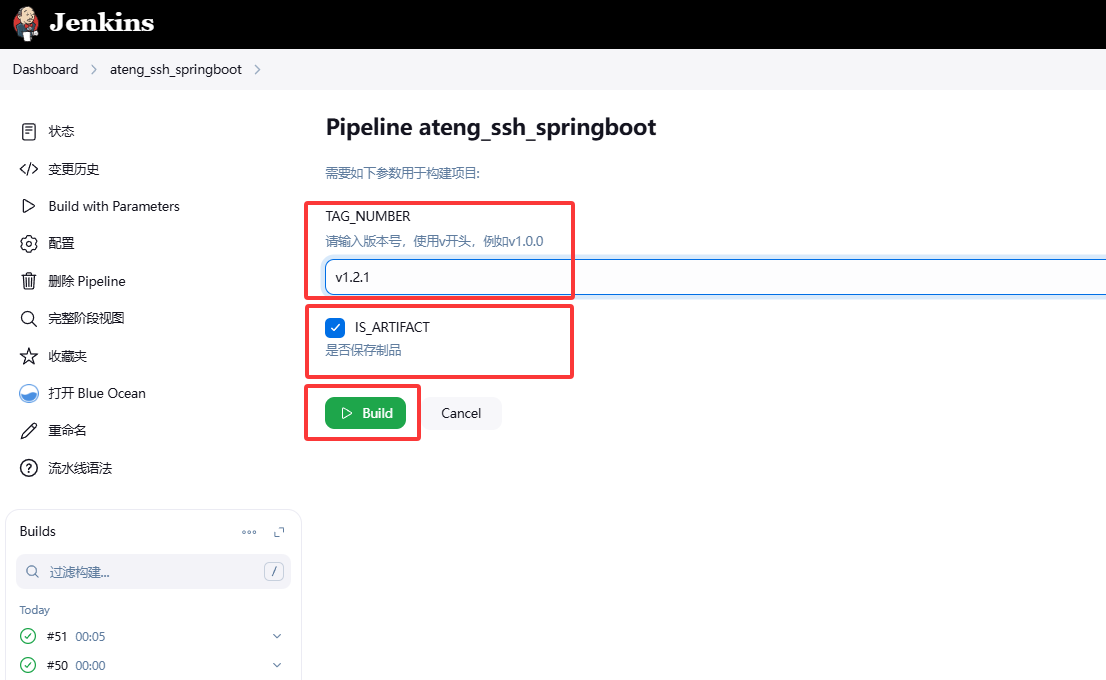 Jenkins
Dashboard
ateng_ssh_springboot
状态
变更历史
Build with Parameters
配置
删除 Pipeline
完整阶段视图
收藏夹
打开 Blue Ocean
重命名
流水线语法
Builds
过滤构建...
/
Today
#51 00:05
#50 00:00
Pipeline ateng_ssh_springboot
需要如下参数用于构建项目:
TAG_NUMBER
请输入版本号，使用v开头，例如v1.0.0
v1.2.1
IS_ARTIFACT
是否保存制品
Build
Cancel